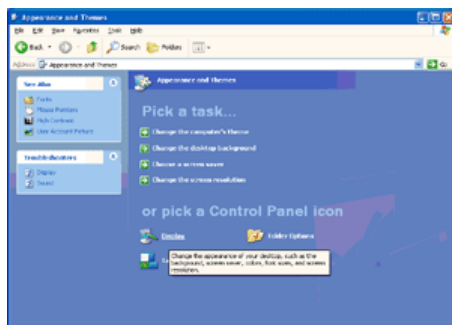 Appearance and Themes
File Edit View Favorites Tools Help
Back Search Folders
Address Appearance and Themes Go
See Also
Fonts
Mouse Pointers
High Contrast
User Account Picture
Troubleshooters
Display
Sound
Appearance and Themes
Pick a task...
Change the computer's theme
Change the desktop background
Choose a screen saver
Change the screen resolution
or pick a Control Panel icon
Display Folder Options
Change the appearance of your desktop, such as the
background, screen saver, colors, font sizes, and screen
resolution.